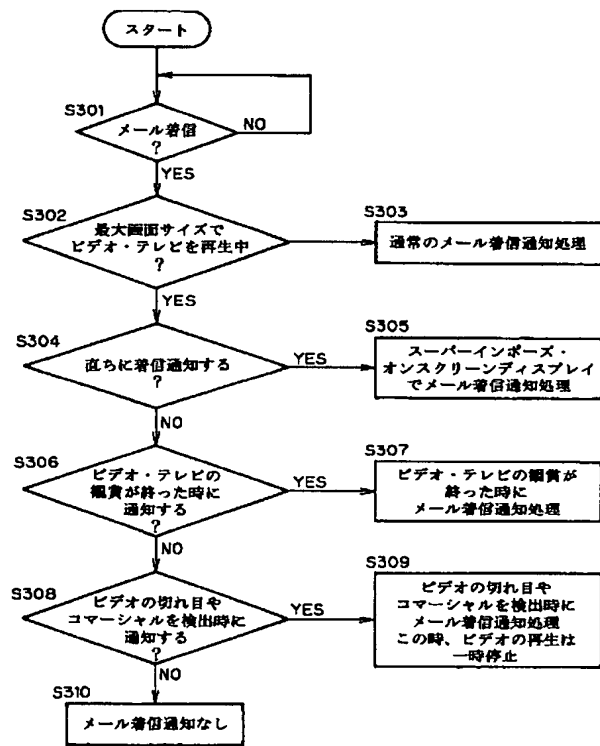 スタート
S301
メール着信
?
NO
YES
S302
最大画面サイズで
ビデオ・テレビを再生中
?
S303
通常のメール着信通知処理
YES
S304
直ちに着信通知する
?
YES
S305
スーパーインポーズ・
オンスクリーンディスプレイ
でメール着信通知処理
NO
S306
ビデオ・テレビの
観賞が終った時に
通知する
?
YES
S307
ビデオ・テレビの観賞が
終った時に
メール着信通知処理
NO
S308
ビデオの切れ目や
コマーシャルを検出時に
通知する
?
YES
S309
ビデオの切れ目や
コマーシャルを検出時に
メール着信通知処理
この時、ビデオの再生は
一時停止
NO
S310
メール着信通知なし